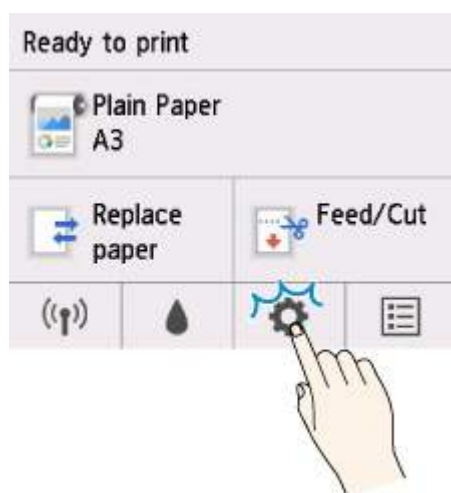 Ready to print
Plain Paper
A3
Replace
paper
Feed/Cut